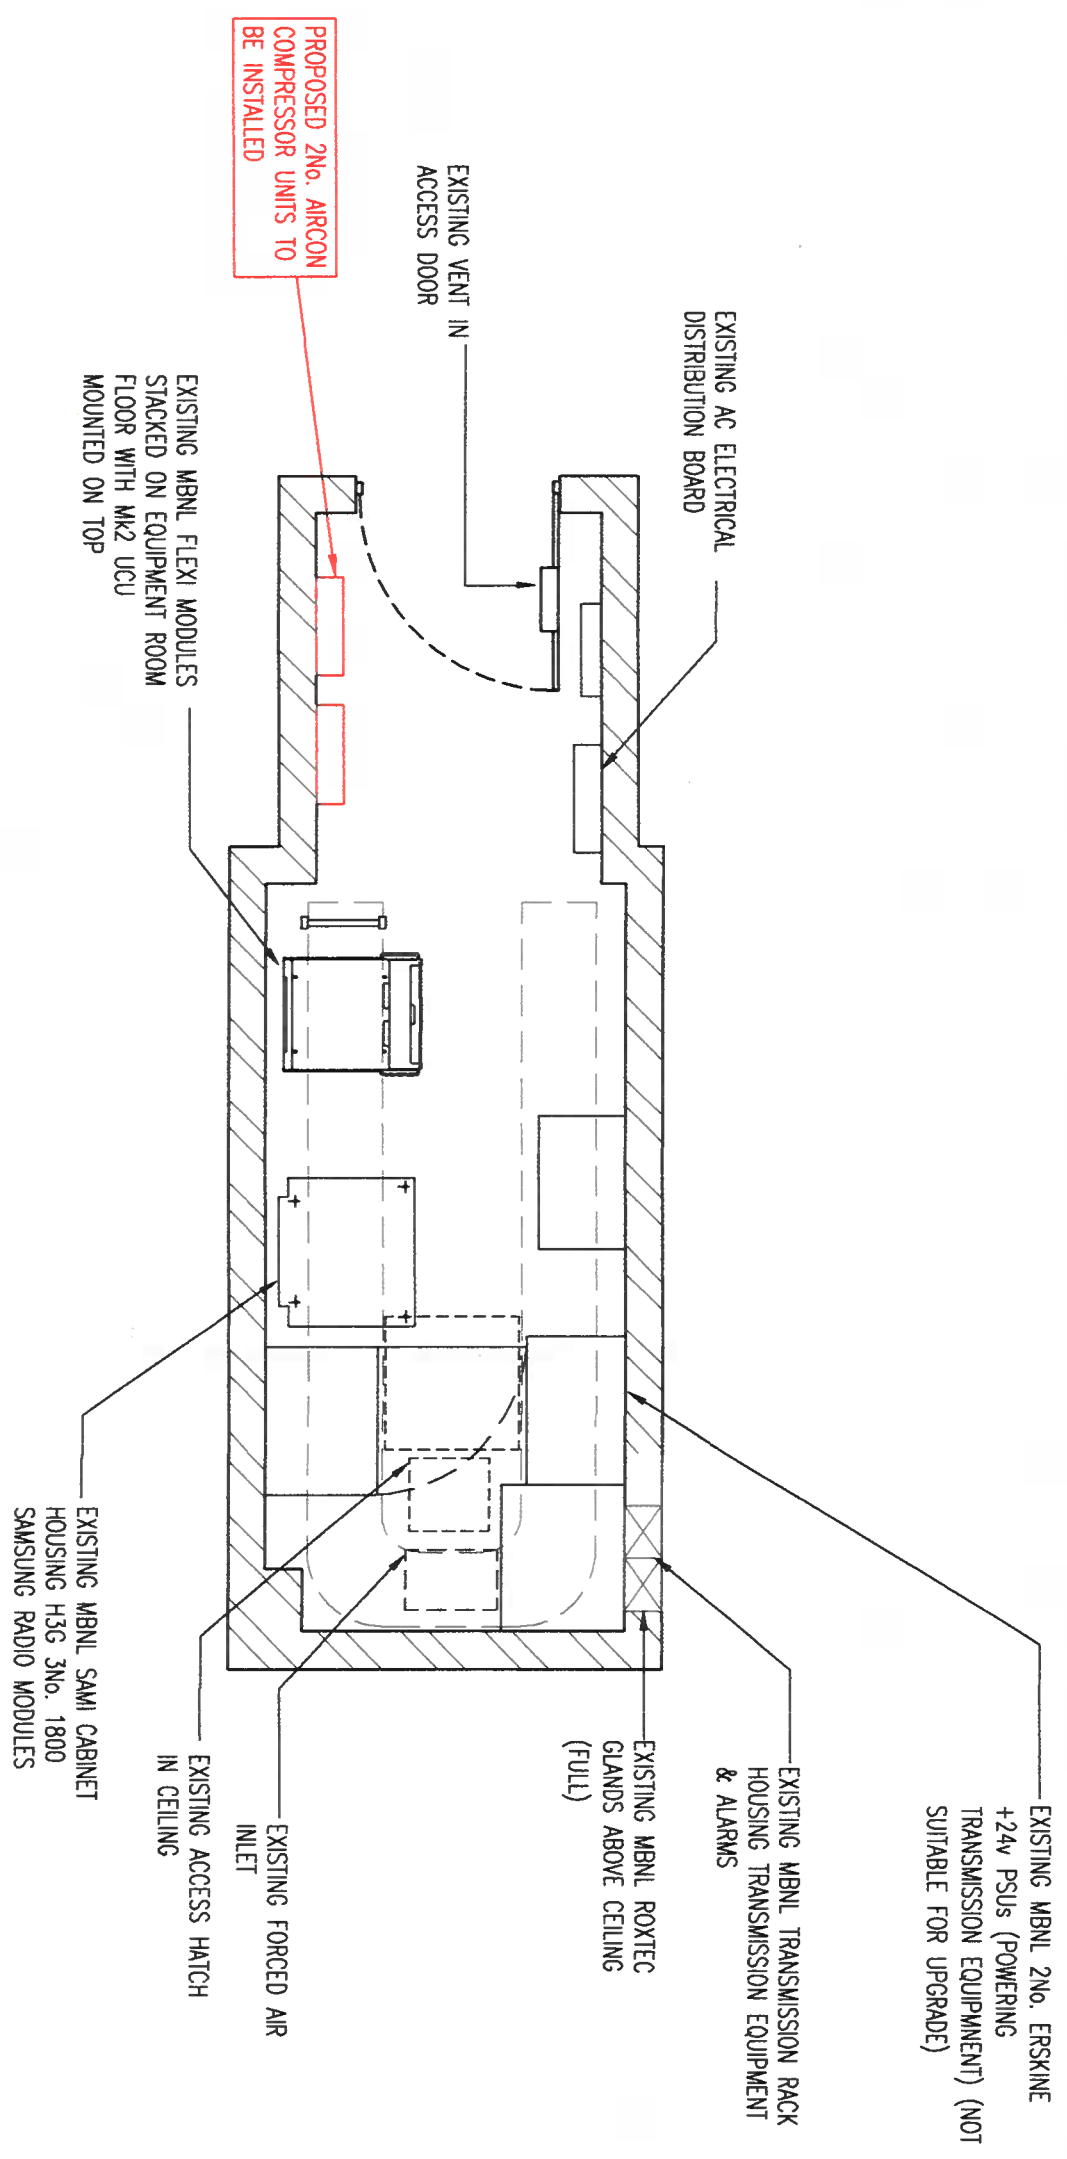 PROPOSED 2No. AIRCON
COMPRESSOR UNITS TO
BE INSTALLED
EXISTING VENT IN
ACCESS DOOR
EXISTING AC ELECTRICAL
DISTRIBUTION BOARD
EXISTING MBNL FLEXI MODULES
STACKED ON EQUIPMENT ROOM
FLOOR WITH Mk2 UCU
MOUNTED ON TOP
EXISTING MBNL 2No. ERSKINE
+24v PSUs (POWERING
TRANSMISSION EQUIPMNENT) (NOT
SUITABLE FOR UPGRADE)
EXISTING MBNL TRANSMISSION RACK
HOUSING TRANSMISSION EQUIPMENT
& ALARMS
EXISTING MBNL ROXTEC
GLANDS ABOVE CEILING
(FULL)
EXISTING FORCED AIR
INLET
EXISTING ACCESS HATCH
IN CEILING
EXISTING MBNL SAMI CABINET
HOUSING H3G 3No. 1800
SAMSUNG RADIO MODULES